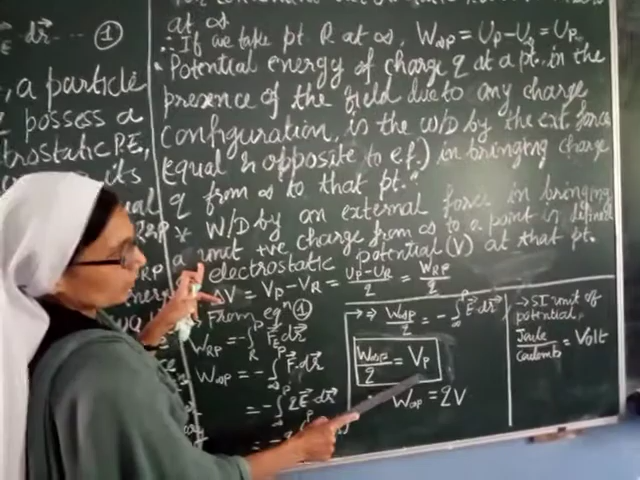 E dr⃗ .... ①
, a particle
possess a
trostatic PE,
its
at ∞
∴ If we take pt. R at ∞, W∞P = UP − U∞ = UP
Potential energy of charge q at a pt. in the
presence of the field due to any charge
configuration, is the W/D by the ext. force
equal & opposite to e.f.) in bringing charge
q from ∞ to that pt."
* W/D by an external force in bringing
a unit +ve charge from ∞ to a point is defined
electrostatic potential (V) at that pt.
V = VP − VR = UP − UR / q = WRP / q
From eqn ①
WRP = −∫ᴿᴾ F⃗E dr⃗
W∞P = −∫∞ᴾ F⃗ . dr⃗
= −∫∞ᴾ qE⃗ . dr⃗
⇒ W∞P / q = −∫∞ᴾ E⃗ . dr⃗
W∞P / q = VP
W∞P = qV
→ SI unit of
potential,
Joule / Coulomb = Volt